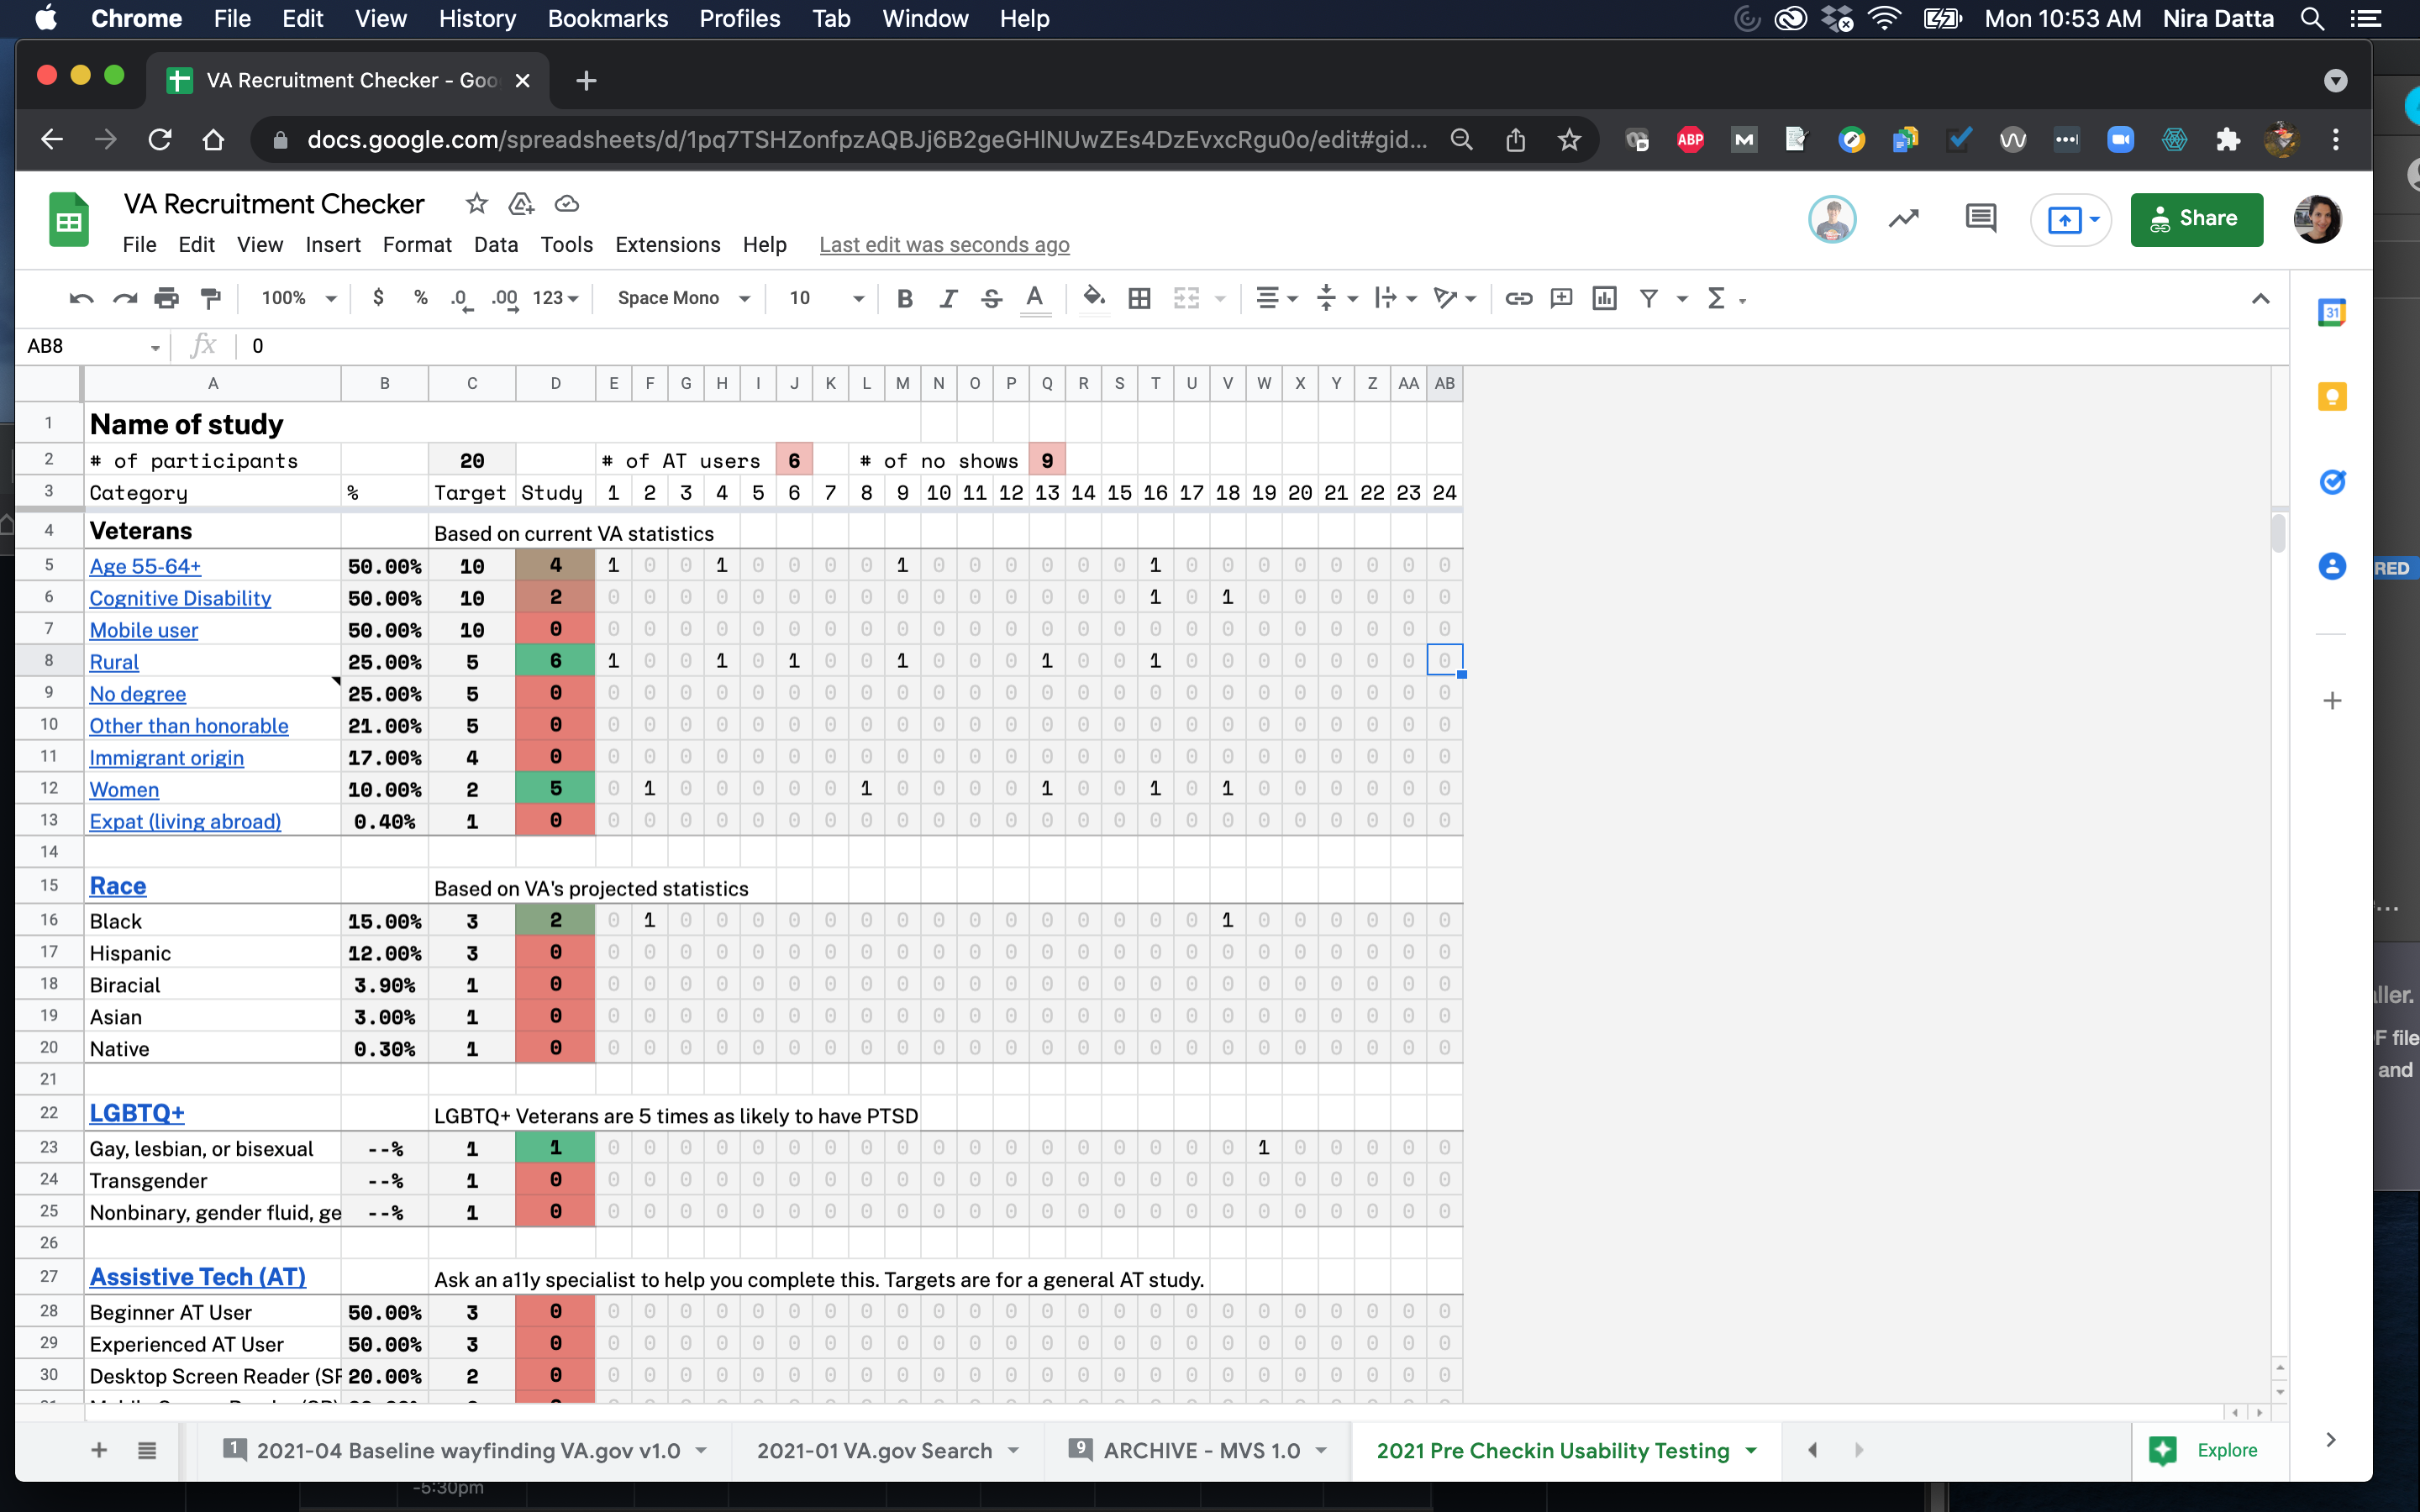 Chrome File Edit View History Bookmarks Profiles Tab Window Help Mon 10:53 AM Nira Datta
VA Recruitment Checker - Goo
docs.google.com/spreadsheets/d/1pq7TSHZonfpzAQBJj6B2geGHlNUwZEs4DzEvxcRgu0o/edit#gid...
VA Recruitment Checker
File Edit View Insert Format Data Tools Extensions Help Last edit was seconds ago
Share
100% $ % .0 .00 123 Space Mono 10
AB8 fx 0
A B C D E F G H I J K L M N O P Q R S T U V W X Y Z AA AB
1 Name of study
2 # of participants 20 # of AT users 6 # of no shows 9
3 Category % Target Study 1 2 3 4 5 6 7 8 9 10 11 12 13 14 15 16 17 18 19 20 21 22 23 24
4 Veterans Based on current VA statistics
5 Age 55-64+ 50.00% 10 4 1 0 0 1 0 0 0 0 1 0 0 0 0 0 0 1 0 0 0 0 0 0 0 0
6 Cognitive Disability 50.00% 10 2 0 0 0 0 0 0 0 0 0 0 0 0 0 0 0 1 0 1 0 0 0 0 0 0
7 Mobile user 50.00% 10 0 0 0 0 0 0 0 0 0 0 0 0 0 0 0 0 0 0 0 0 0 0 0 0 0
8 Rural 25.00% 5 6 1 0 0 1 0 1 0 0 1 0 0 0 1 0 0 1 0 0 0 0 0 0 0 0
9 No degree 25.00% 5 0 0 0 0 0 0 0 0 0 0 0 0 0 0 0 0 0 0 0 0 0 0 0 0 0
10 Other than honorable 21.00% 5 0 0 0 0 0 0 0 0 0 0 0 0 0 0 0 0 0 0 0 0 0 0 0 0 0
11 Immigrant origin 17.00% 4 0 0 0 0 0 0 0 0 0 0 0 0 0 0 0 0 0 0 0 0 0 0 0 0 0
12 Women 10.00% 2 5 0 1 0 0 0 0 0 1 0 0 0 0 1 0 0 1 0 1 0 0 0 0 0 0
13 Expat (living abroad) 0.40% 1 0 0 0 0 0 0 0 0 0 0 0 0 0 0 0 0 0 0 0 0 0 0 0 0 0
14
15 Race Based on VA's projected statistics
16 Black 15.00% 3 2 0 1 0 0 0 0 0 0 0 0 0 0 0 0 0 0 0 1 0 0 0 0 0 0
17 Hispanic 12.00% 3 0 0 0 0 0 0 0 0 0 0 0 0 0 0 0 0 0 0 0 0 0 0 0 0 0
18 Biracial 3.90% 1 0 0 0 0 0 0 0 0 0 0 0 0 0 0 0 0 0 0 0 0 0 0 0 0 0
19 Asian 3.00% 1 0 0 0 0 0 0 0 0 0 0 0 0 0 0 0 0 0 0 0 0 0 0 0 0 0
20 Native 0.30% 1 0 0 0 0 0 0 0 0 0 0 0 0 0 0 0 0 0 0 0 0 0 0 0 0 0
21
22 LGBTQ+ LGBTQ+ Veterans are 5 times as likely to have PTSD
23 Gay, lesbian, or bisexual --% 1 1 0 0 0 0 0 0 0 0 0 0 0 0 0 0 0 0 0 0 1 0 0 0 0 0
24 Transgender --% 1 0 0 0 0 0 0 0 0 0 0 0 0 0 0 0 0 0 0 0 0 0 0 0 0 0
25 Nonbinary, gender fluid, ge --% 1 0 0 0 0 0 0 0 0 0 0 0 0 0 0 0 0 0 0 0 0 0 0 0 0 0
26
27 Assistive Tech (AT) Ask an a11y specialist to help you complete this. Targets are for a general AT study.
28 Beginner AT User 50.00% 3 0 0 0 0 0 0 0 0 0 0 0 0 0 0 0 0 0 0 0 0 0 0 0 0 0
29 Experienced AT User 50.00% 3 0 0 0 0 0 0 0 0 0 0 0 0 0 0 0 0 0 0 0 0 0 0 0 0 0
30 Desktop Screen Reader (SR 20.00% 2 0 0 0 0 0 0 0 0 0 0 0 0 0 0 0 0 0 0 0 0 0 0 0 0 0
1 2021-04 Baseline wayfinding VA.gov v1.0 2021-01 VA.gov Search 9 ARCHIVE - MVS 1.0 2021 Pre Checkin Usability Testing Explore
-5:30pm
ABP
31
RED
ller.
F file
and